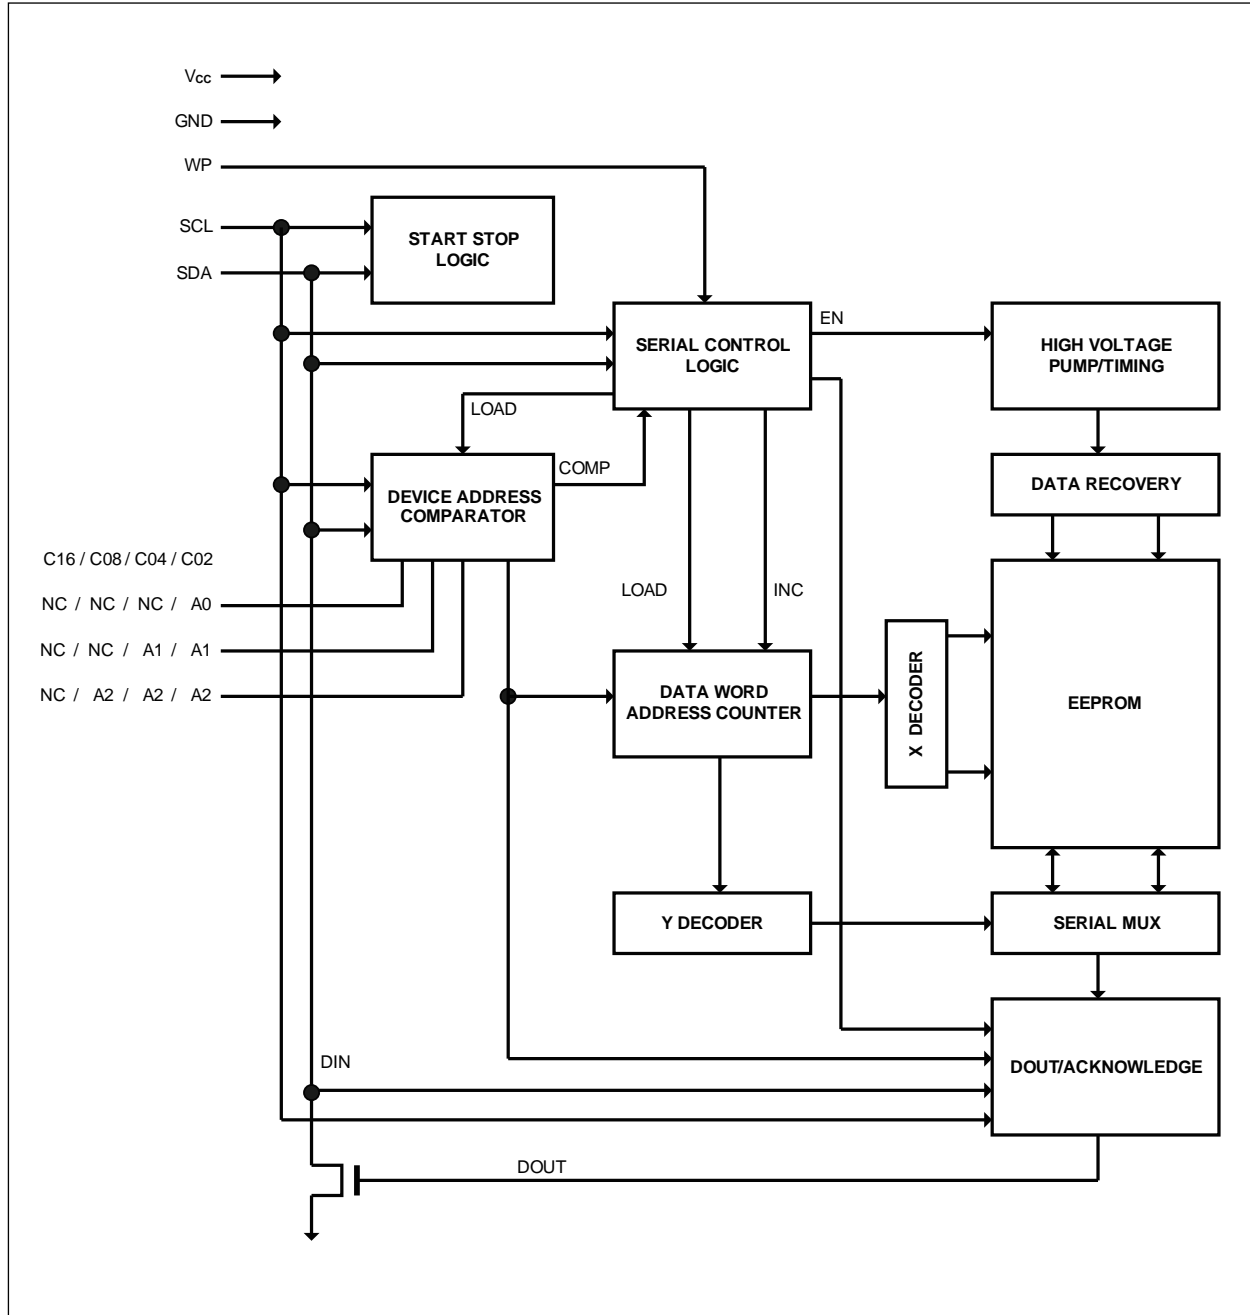 Vcc
GND
WP
SCL
START STOP
LOGIC
SDA
EN
SERIAL CONTROL
LOGIC
HIGH VOLTAGE
PUMP/TIMING
LOAD
COMP
DEVICE ADDRESS
COMPARATOR
DATA RECOVERY
C16 / C08 / C04 / C02
NC / NC / NC / A0
NC / NC / A1 / A1
NC / A2 / A2 / A2
LOAD
INC
DATA WORD
ADDRESS COUNTER
X DECODER
EEPROM
Y DECODER
SERIAL MUX
DIN
DOUT/ACKNOWLEDGE
DOUT